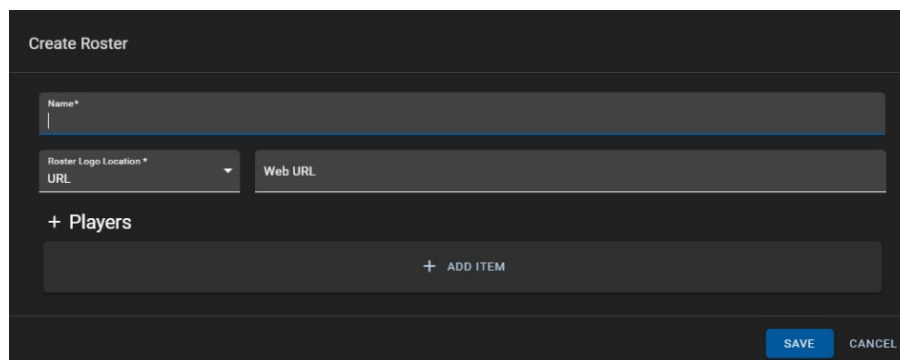 Create Roster
Name*
Roster Logo Location *
URL
Web URL
+ Players
+ ADD ITEM
SAVE CANCEL